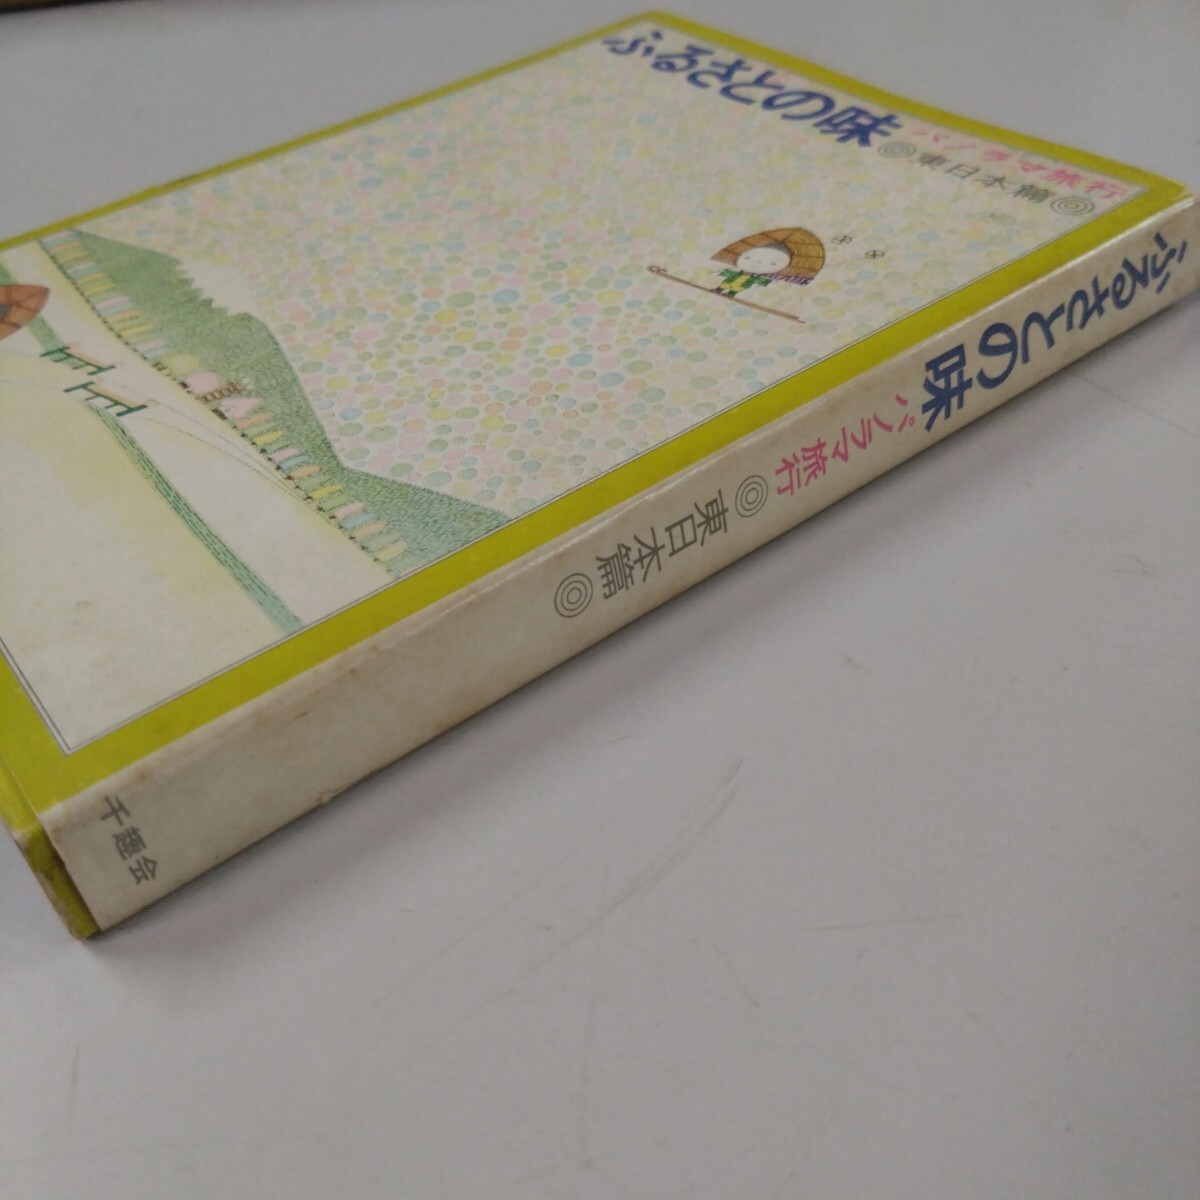 ふるさとの味
パノラマ旅行
◎東日本篇◎
ふるさとの味 パノラマ旅行 ◎東日本篇◎
千趣会